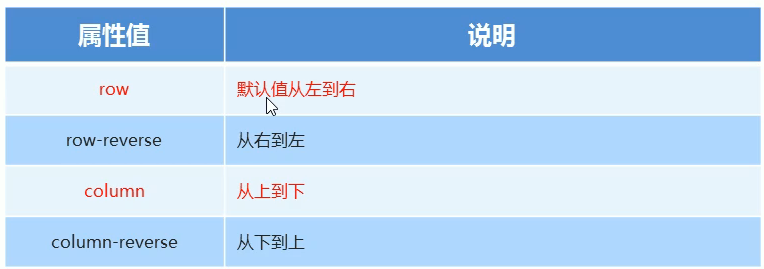 属性值 说明
row 默认值从左到右
row-reverse 从右到左
column 从上到下
column-reverse 从下到上